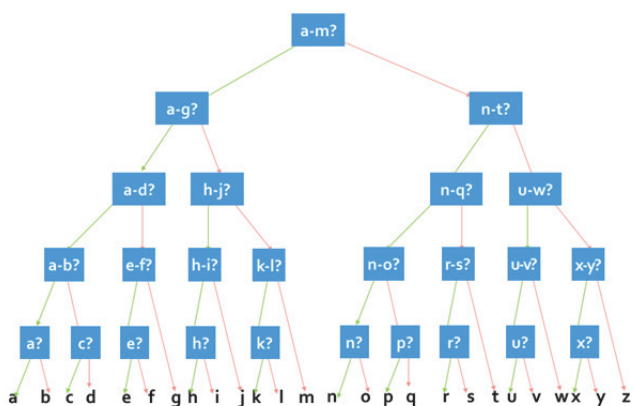 a-m?
a-g? n-t?
a-d? h-j? n-q? u-w?
a-b? e-f? h-i? k-l? n-o? r-s? u-v? x-y?
a? c? e? h? k? n? p? r? u? x?
a b c d e f g h i j k l m n o p q r s t u v w x y z